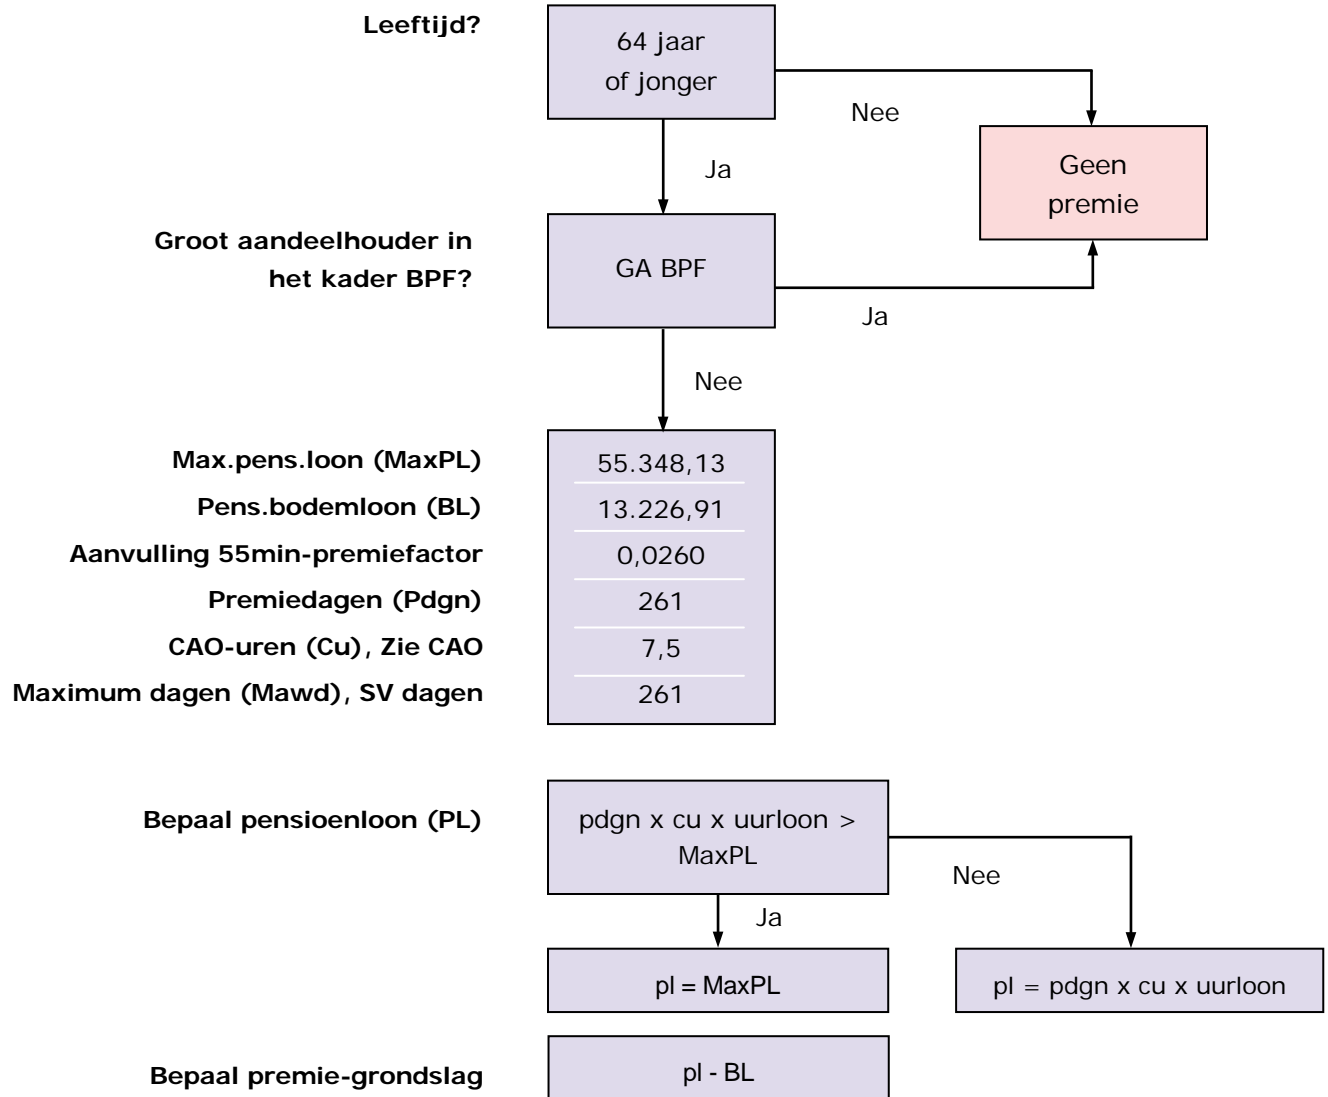 Leeftijd?
64 jaar
of jonger
Nee
Geen
premie
Ja
Groot aandeelhouder in
het kader BPF?
GA BPF
Ja
Nee
Max.pens.loon (MaxPL)
55.348,13
Pens.bodemloon (BL)
13.226,91
Aanvulling 55min-premiefactor
0,0260
Premiedagen (Pdgn)
261
CAO-uren (Cu), Zie CAO
7,5
Maximum dagen (Mawd), SV dagen
261
Bepaal pensioenloon (PL)
pdgn x cu x uurloon >
MaxPL
Nee
Ja
pl = MaxPL
pl = pdgn x cu x uurloon
Bepaal premie-grondslag
pl - BL